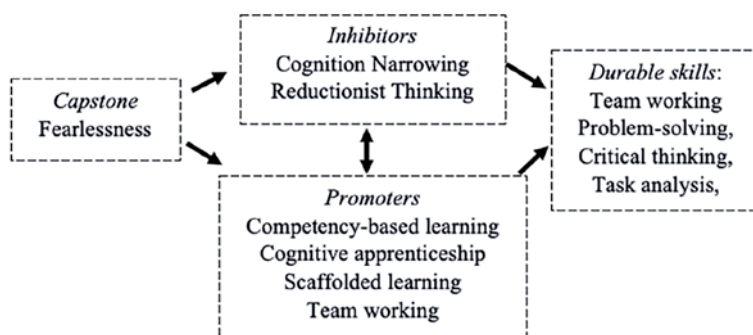 Capstone
Fearlessness
Inhibitors
Cognition Narrowing
Reductionist Thinking
Promoters
Competency-based learning
Cognitive apprenticeship
Scaffolded learning
Team working
Durable skills:
Team working
Problem-solving,
Critical thinking,
Task analysis,